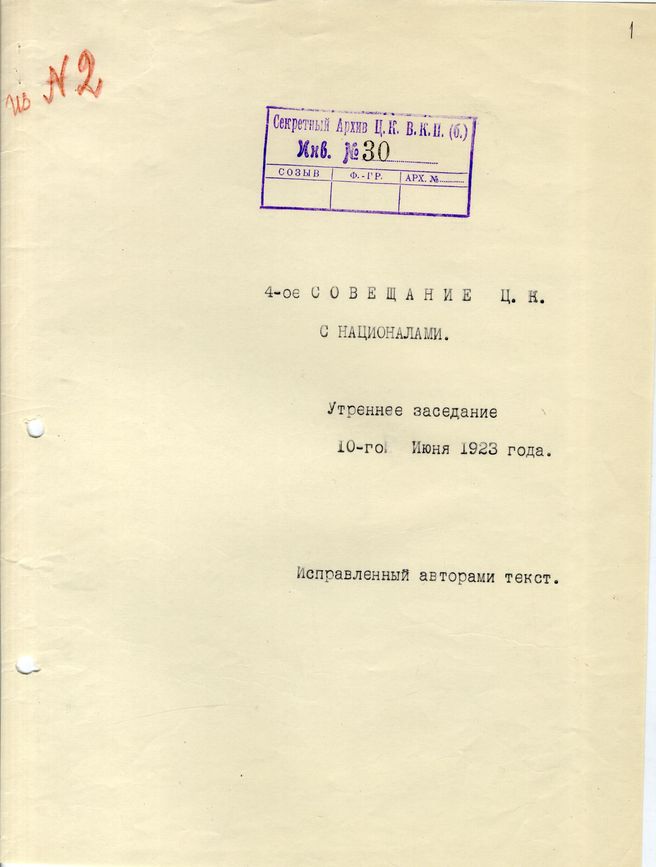 1
из N 2
Секретный Архив Ц.К. В.К.П. (б.)
Инв. № 30
СОЗЫВ Ф.-ГР. АРХ. №
4-ое СОВЕЩАНИЕ Ц. К.
С НАЦИОНАЛАМИ.
Утреннее заседание
10-го Июня 1923 года.
Исправленный авторами текст.